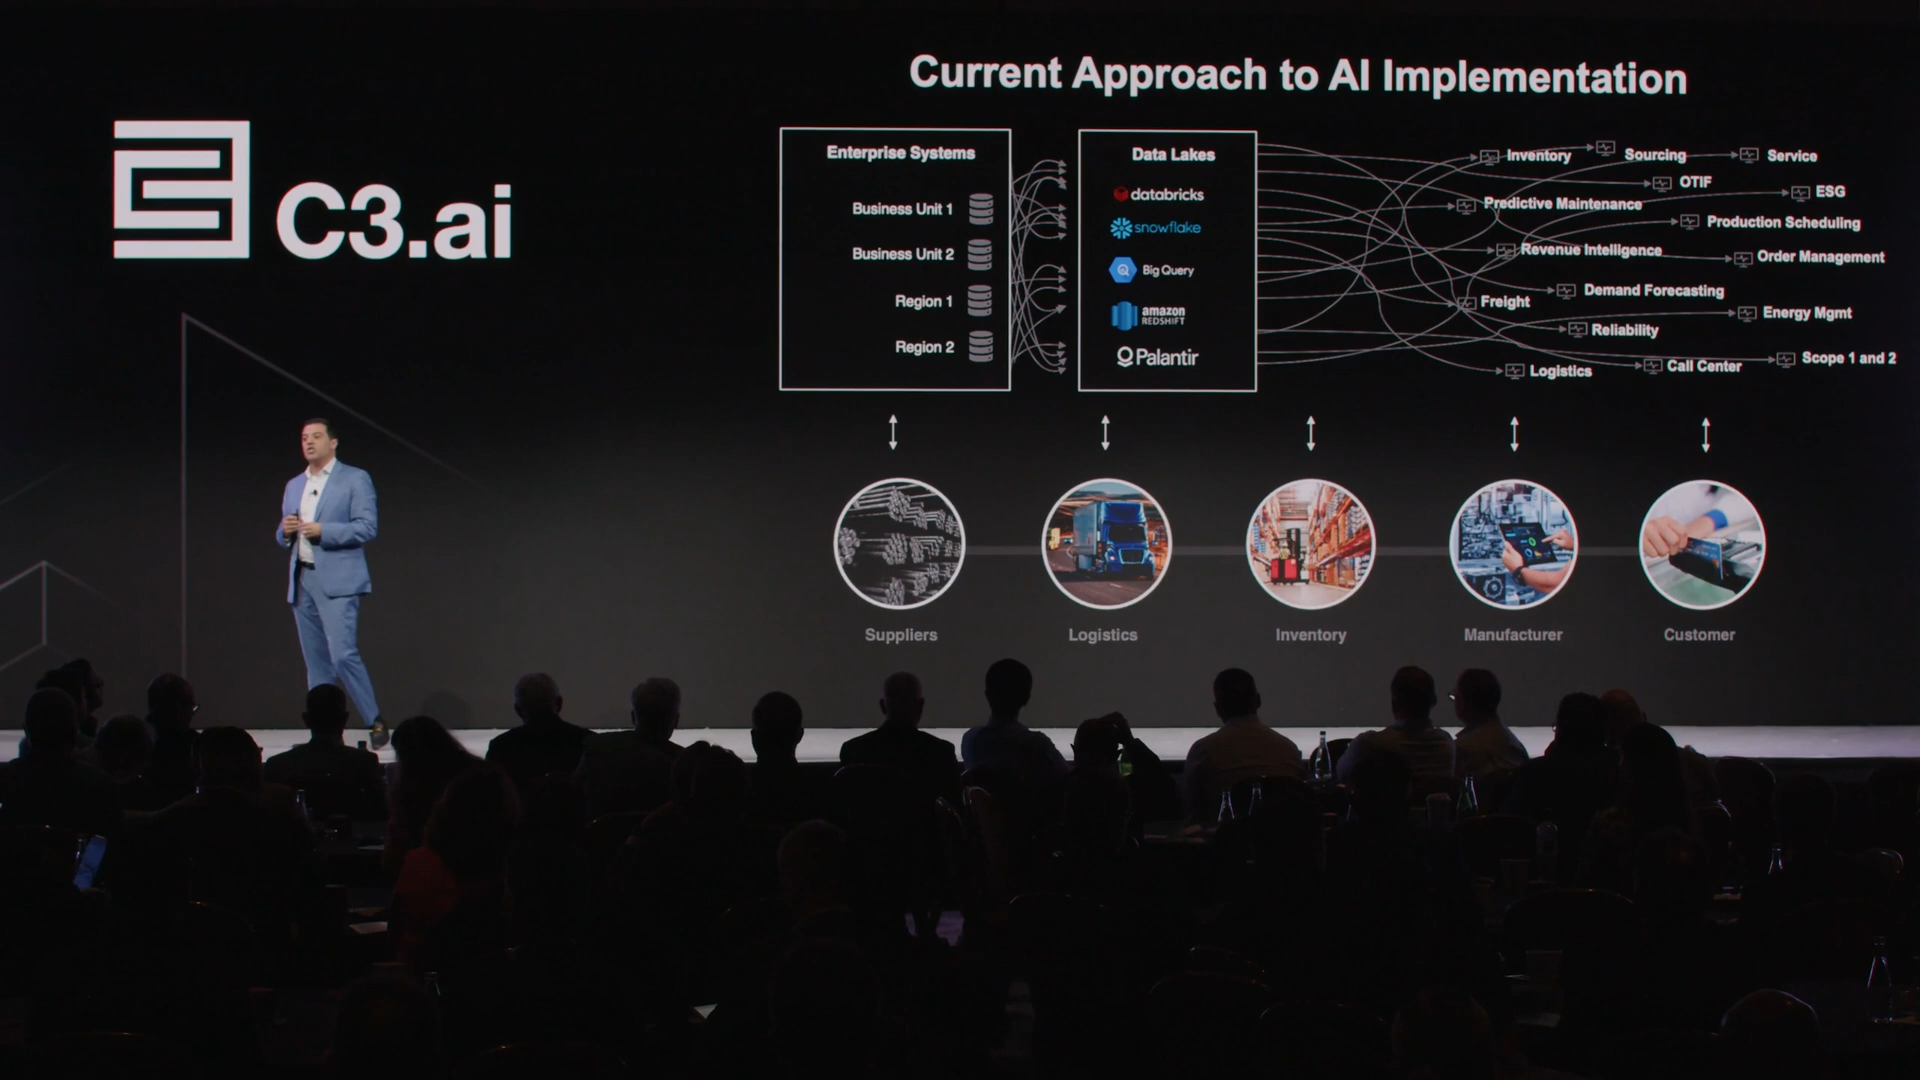 C3.ai
Current Approach to AI Implementation
Enterprise Systems
Business Unit 1
Business Unit 2
Region 1
Region 2
Data Lakes
databricks
snowflake
Big Query
amazon
REDSHIFT
Palantir
Inventory
Sourcing
Service
OTIF
ESG
Predictive Maintenance
Production Scheduling
Revenue Intelligence
Order Management
Demand Forecasting
Freight
Energy Mgmt
Reliability
Scope 1 and 2
Call Center
Logistics
Suppliers
Logistics
Inventory
Manufacturer
Customer